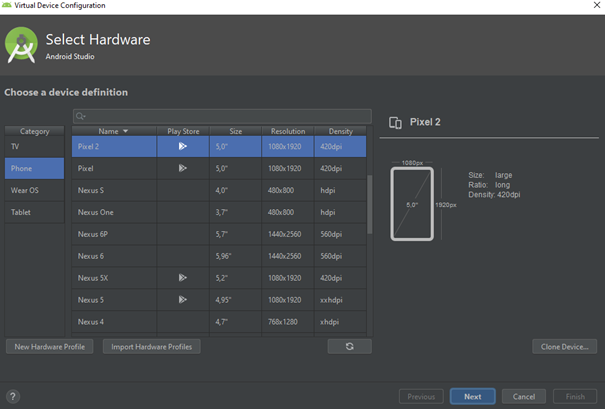 Virtual Device Configuration
Select Hardware
Android Studio
Choose a device definition
Category
TV
Phone
Wear OS
Tablet
Name Play Store Size Resolution Density
Pixel 2 5,0" 1080x1920 420dpi
Pixel 5,0" 1080x1920 420dpi
Nexus S 4,0" 480x800 hdpi
Nexus One 3,7" 480x800 hdpi
Nexus 6P 5,7" 1440x2560 560dpi
Nexus 6 5,96" 1440x2560 560dpi
Nexus 5X 5,2" 1080x1920 420dpi
Nexus 5 4,95" 1080x1920 xxhdpi
Nexus 4 4,7" 768x1280 xhdpi
Pixel 2
1080px
5.0"
1920px
Size: large
Ratio: long
Density: 420dpi
New Hardware Profile Import Hardware Profiles Clone Device...
? Previous Next Cancel Finish